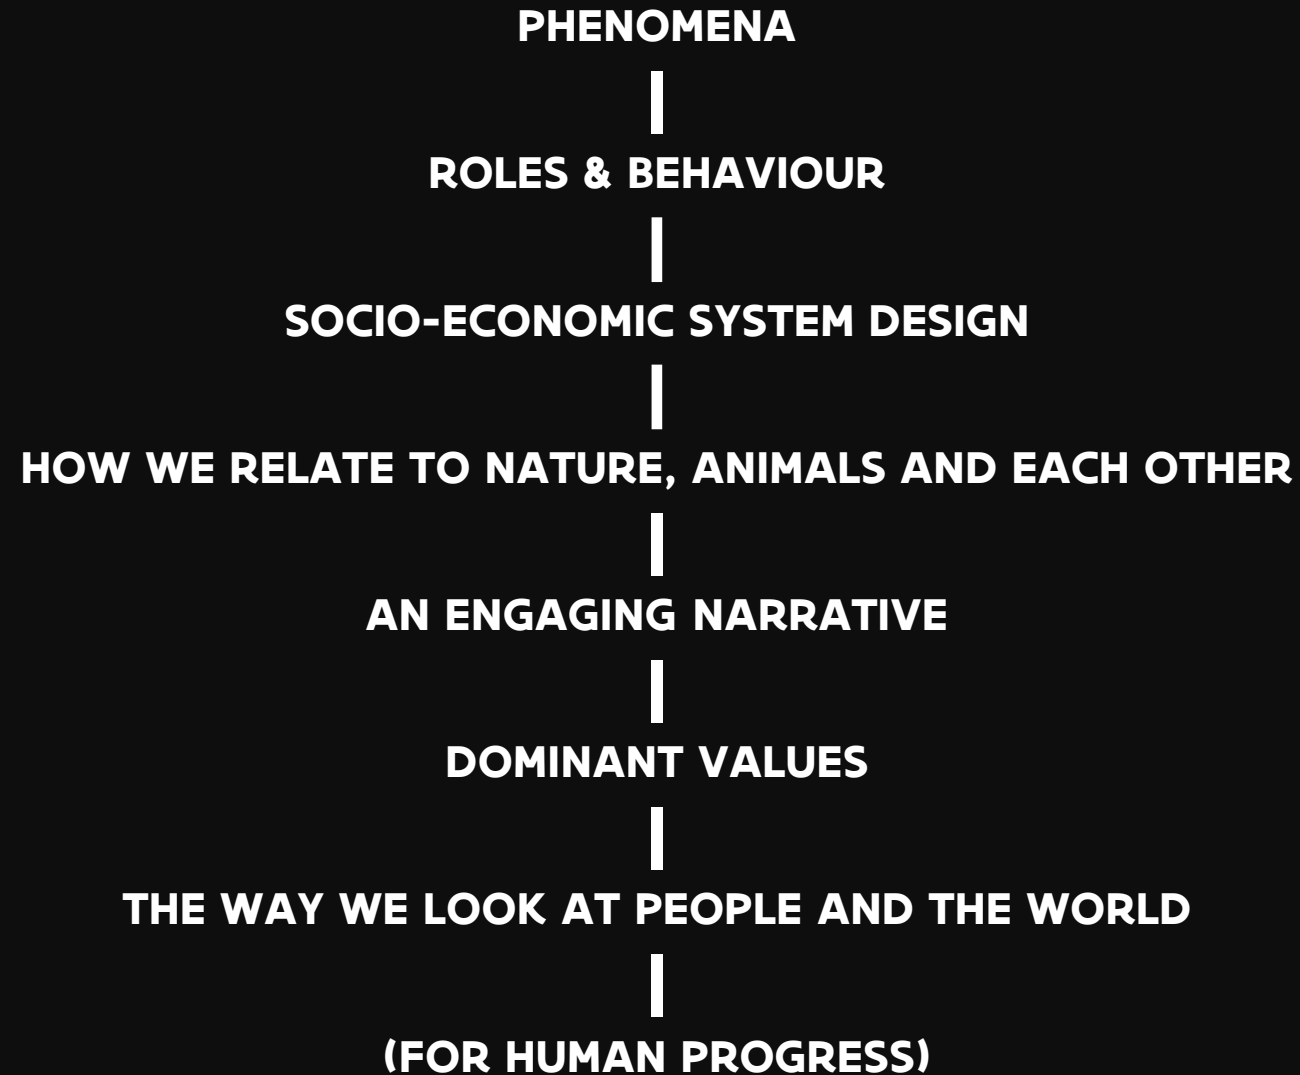 PHENOMENA
ROLES & BEHAVIOUR
SOCIO-ECONOMIC SYSTEM DESIGN
HOW WE RELATE TO NATURE, ANIMALS AND EACH OTHER
AN ENGAGING NARRATIVE
DOMINANT VALUES
THE WAY WE LOOK AT PEOPLE AND THE WORLD
(FOR HUMAN PROGRESS)